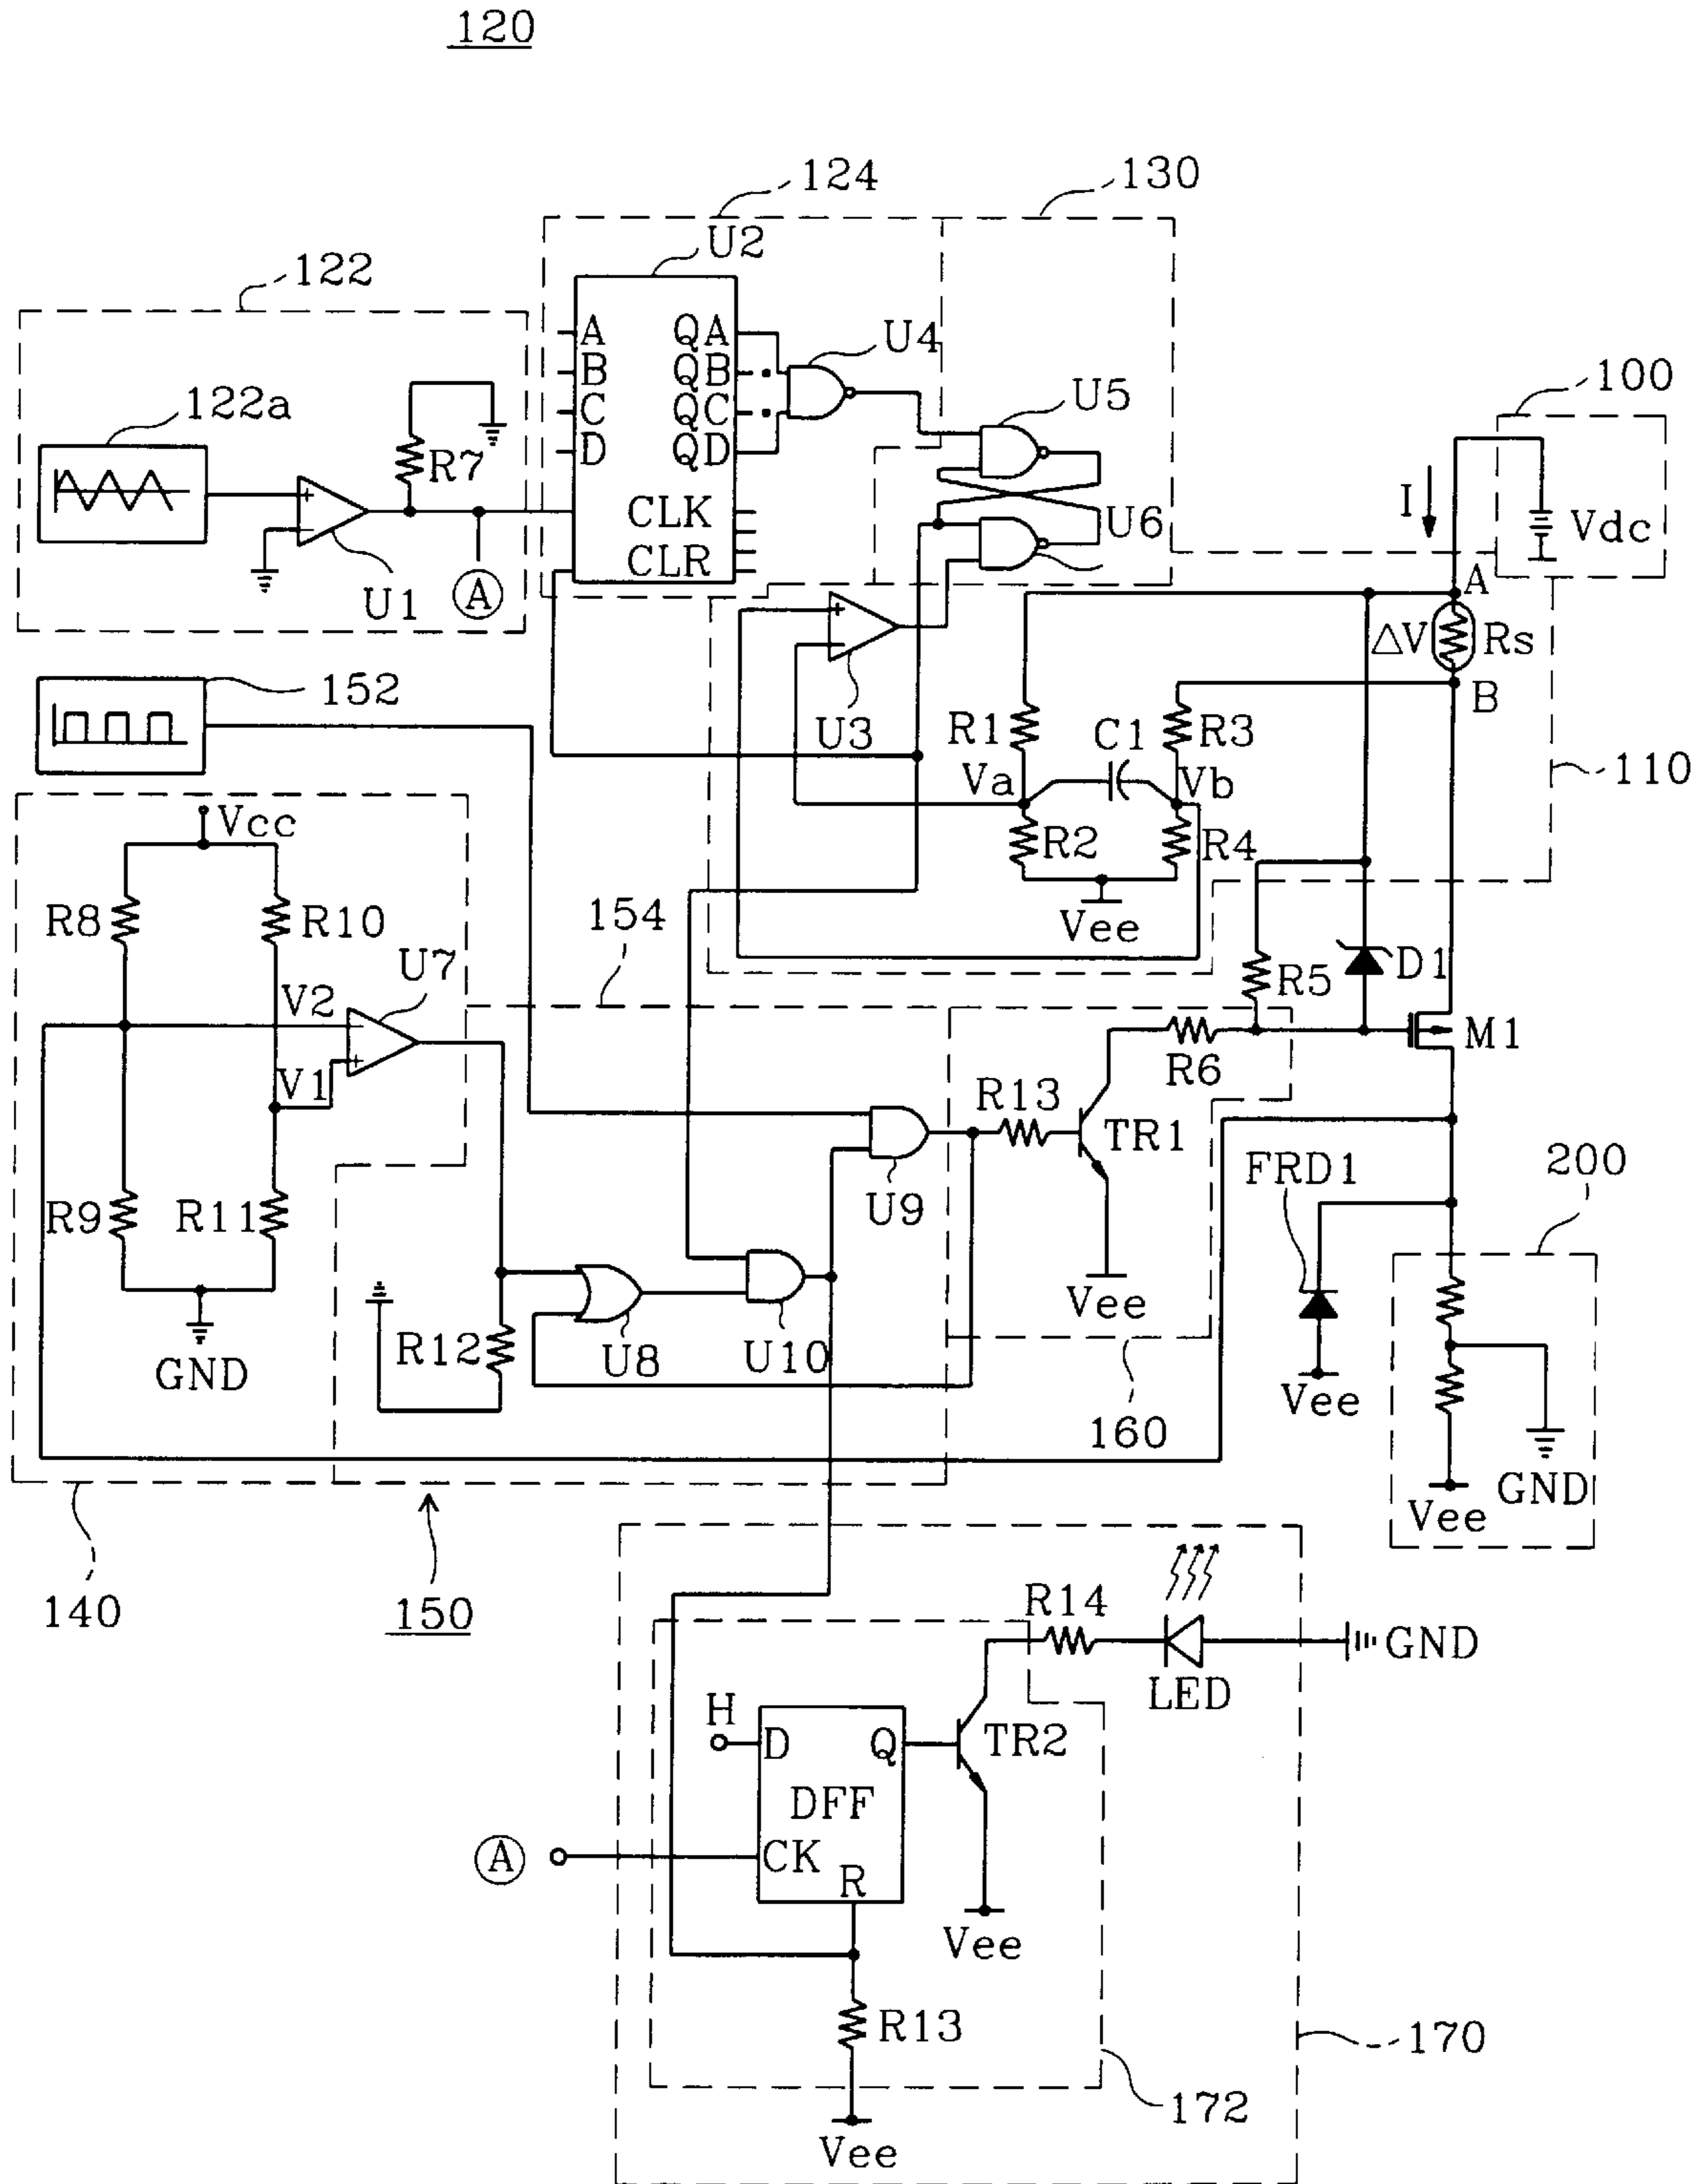 120
124
130
U2
122
A QA
B QB
C QC
D QD
CLK
CLR
U4
U5
U6
100
122a
R7
U1
A
I
Vdc
A
ΔV Rs
B
152
U3
R1
C1
R3
Va
Vb
R2
R4
Vee
110
Vcc
R8
R10
154
U7
V2
V1
R5
D1
M1
R6
R13
TR1
FRD1
200
R9
R11
U9
Vee
GND
R12
U8
U10
160
Vee
Vee
GND
140
150
R14
LED
GND
H
D Q
DFF
CK
R
TR2
A
Vee
R13
170
172
Vee